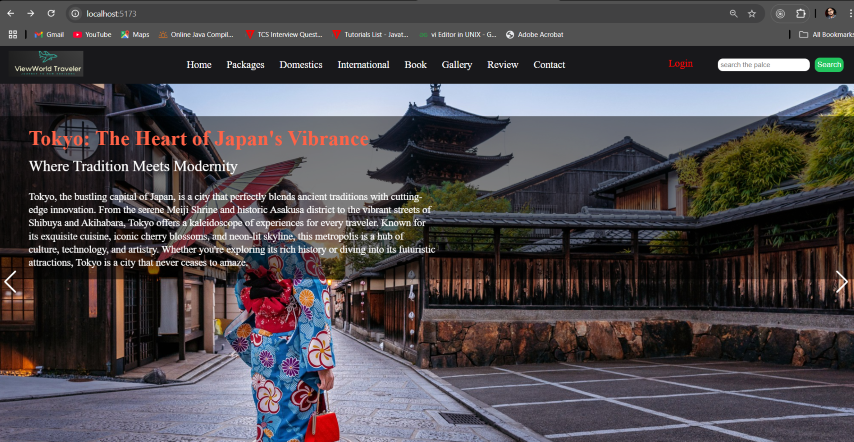 localhost:5173
Gmail YouTube Maps Online Java Compil... TCS Interview Quest... Tutorials List - Javat... vi Editor in UNIX - G... Adobe Acrobat All Bookmarks
ViewWorld Traveler
Home Packages Domestics International Book Gallery Review Contact Login search the palce Search
Tokyo: The Heart of Japan's Vibrance
Where Tradition Meets Modernity
Tokyo, the bustling capital of Japan, is a city that perfectly blends ancient traditions with cutting-
edge innovation. From the serene Meiji Shrine and historic Asakusa district to the vibrant streets of
Shibuya and Akihabara, Tokyo offers a kaleidoscope of experiences for every traveler. Known for
its exquisite cuisine, iconic cherry blossoms, and neon-lit skyline, this metropolis is a hub of
culture, technology, and artistry. Whether you're exploring its rich history or diving into its futuristic
attractions, Tokyo is a city that never ceases to amaze.